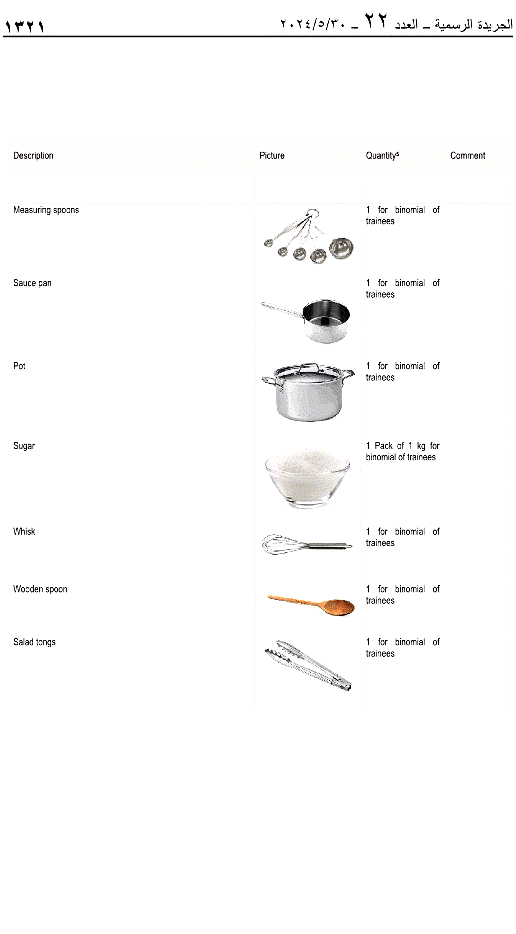 الجريدة الرسمية – العدد ٢٢ – ٢٠٢٤/٥/٣٠
١٣٢١
Description Picture Quantity⁵ Comment
Measuring spoons 1 for binomial of
trainees
Sauce pan 1 for binomial of
trainees
Pot 1 for binomial of
trainees
Sugar 1 Pack of 1 kg for
binomial of trainees
Whisk 1 for binomial of
trainees
Wooden spoon 1 for binomial of
trainees
Salad tongs 1 for binomial of
trainees